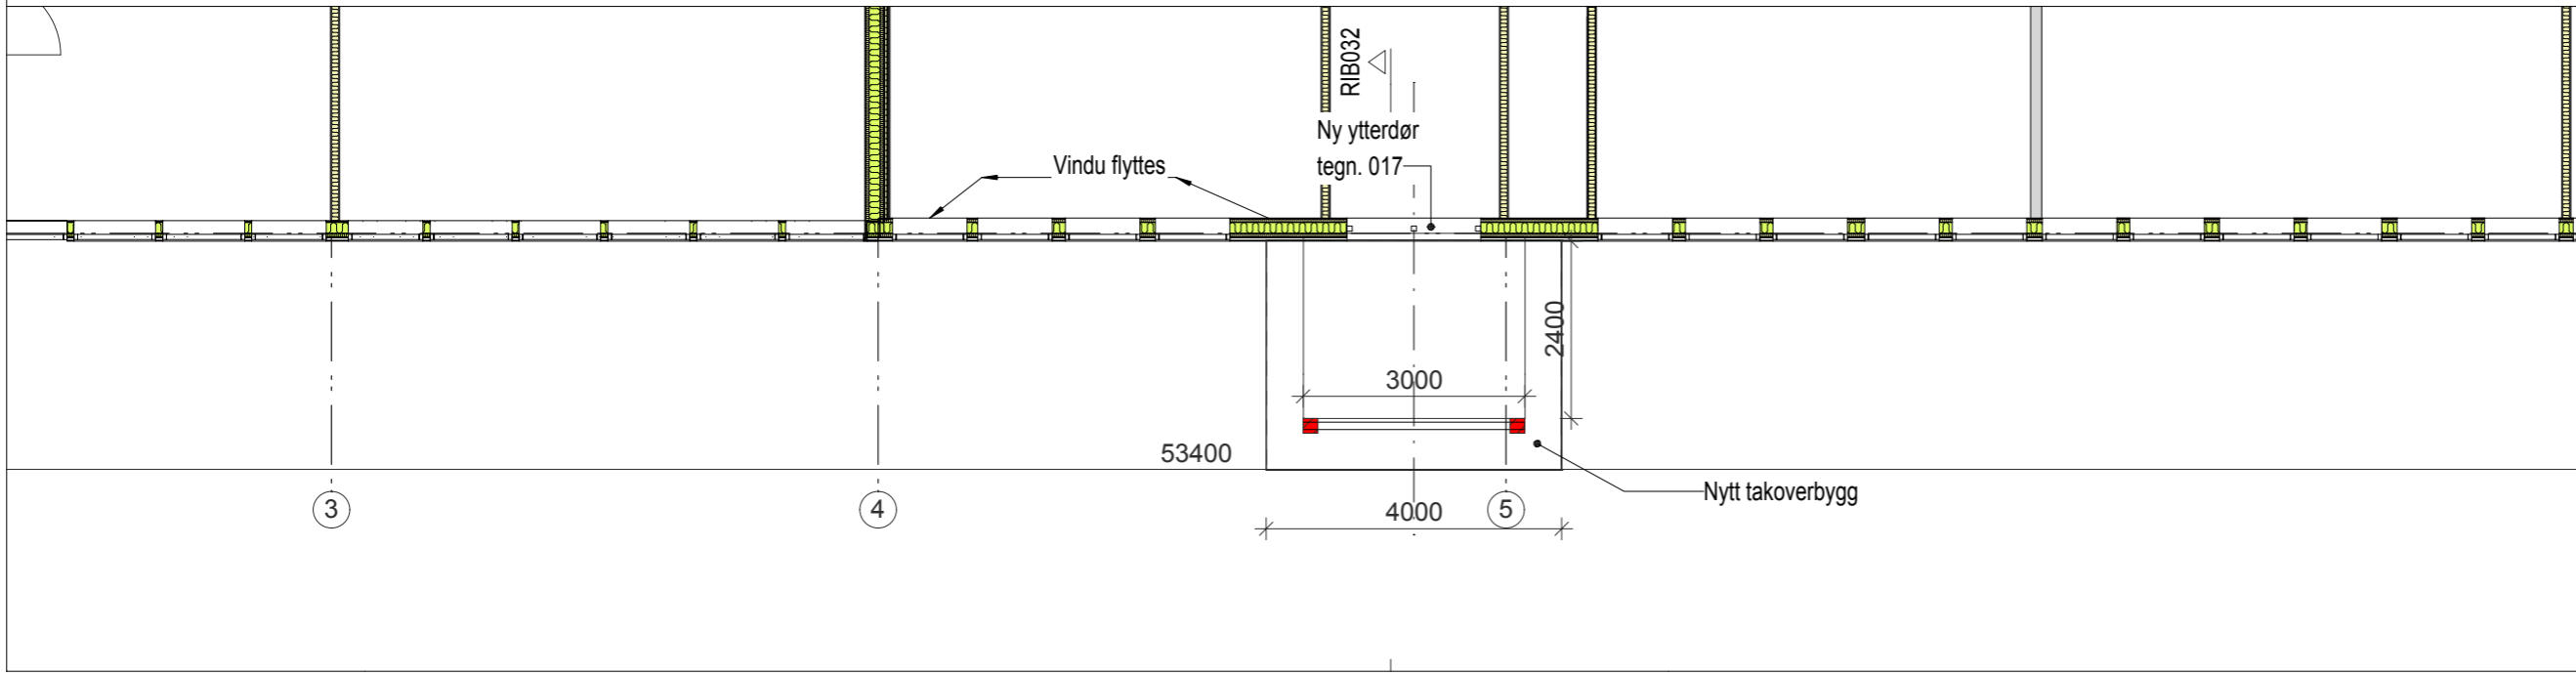 RIB032
Ny ytterdør
tegn. 017
Vindu flyttes
2400
3000
53400
Nytt takoverbygg
3
4
4000
5